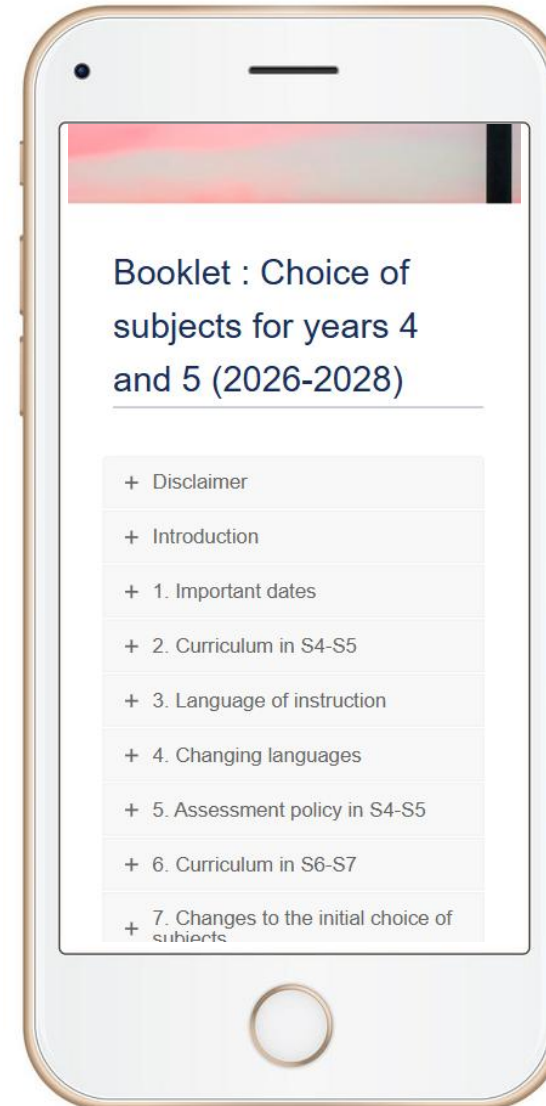 Booklet : Choice of
subjects for years 4
and 5 (2026-2028)
+ Disclaimer
+ Introduction
+ 1. Important dates
+ 2. Curriculum in S4-S5
+ 3. Language of instruction
+ 4. Changing languages
+ 5. Assessment policy in S4-S5
+ 6. Curriculum in S6-S7
+ 7. Changes to the initial choice of
subjects